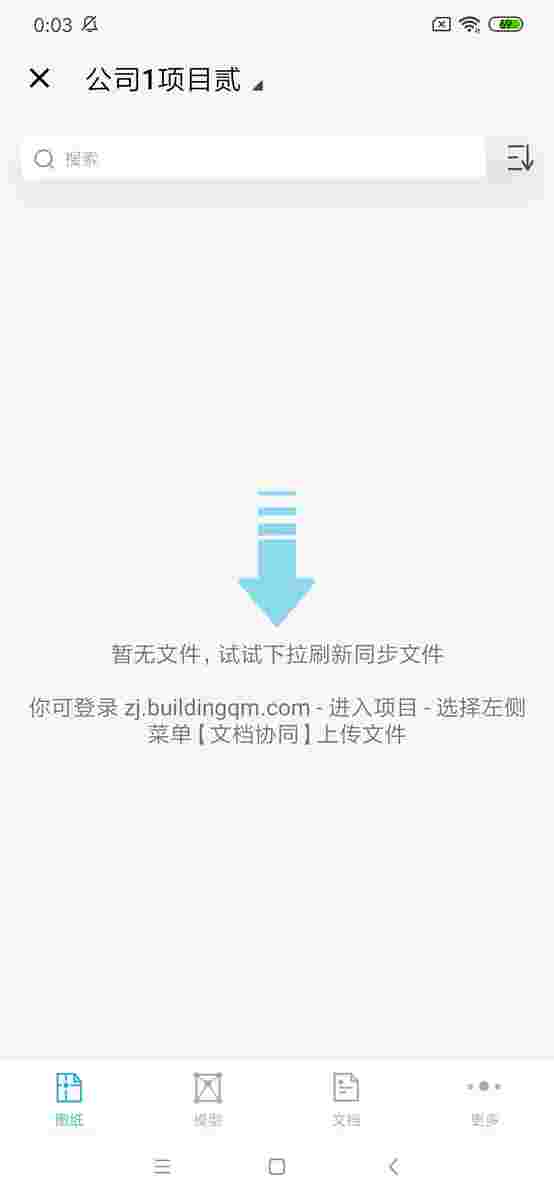 0:03
69
公司1项目贰
搜索
暂无文件，试试下拉刷新同步文件
你可登录 zj.buildingqm.com - 进入项目 - 选择左侧
菜单【文档协同】上传文件
图纸 模型 文档 更多